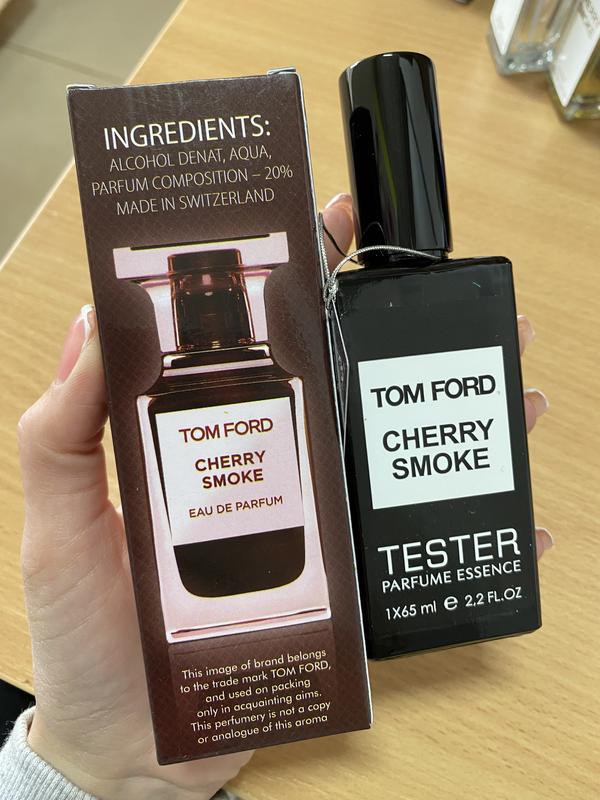 INGREDIENTS:
ALCOHOL DENAT, AQUA,
PARFUM COMPOSITION – 20%
MADE IN SWITZERLAND
TOM FORD
CHERRY
SMOKE
EAU DE PARFUM
This image of brand belongs
to the trade mark TOM FORD,
and used on packing
only in acquainting aims.
This perfumery is not a copy
or analogue of this aroma
TOM FORD
CHERRY
SMOKE
TESTER
PARFUME ESSENCE
1X65 ml ℮ 2.2 FL.OZ